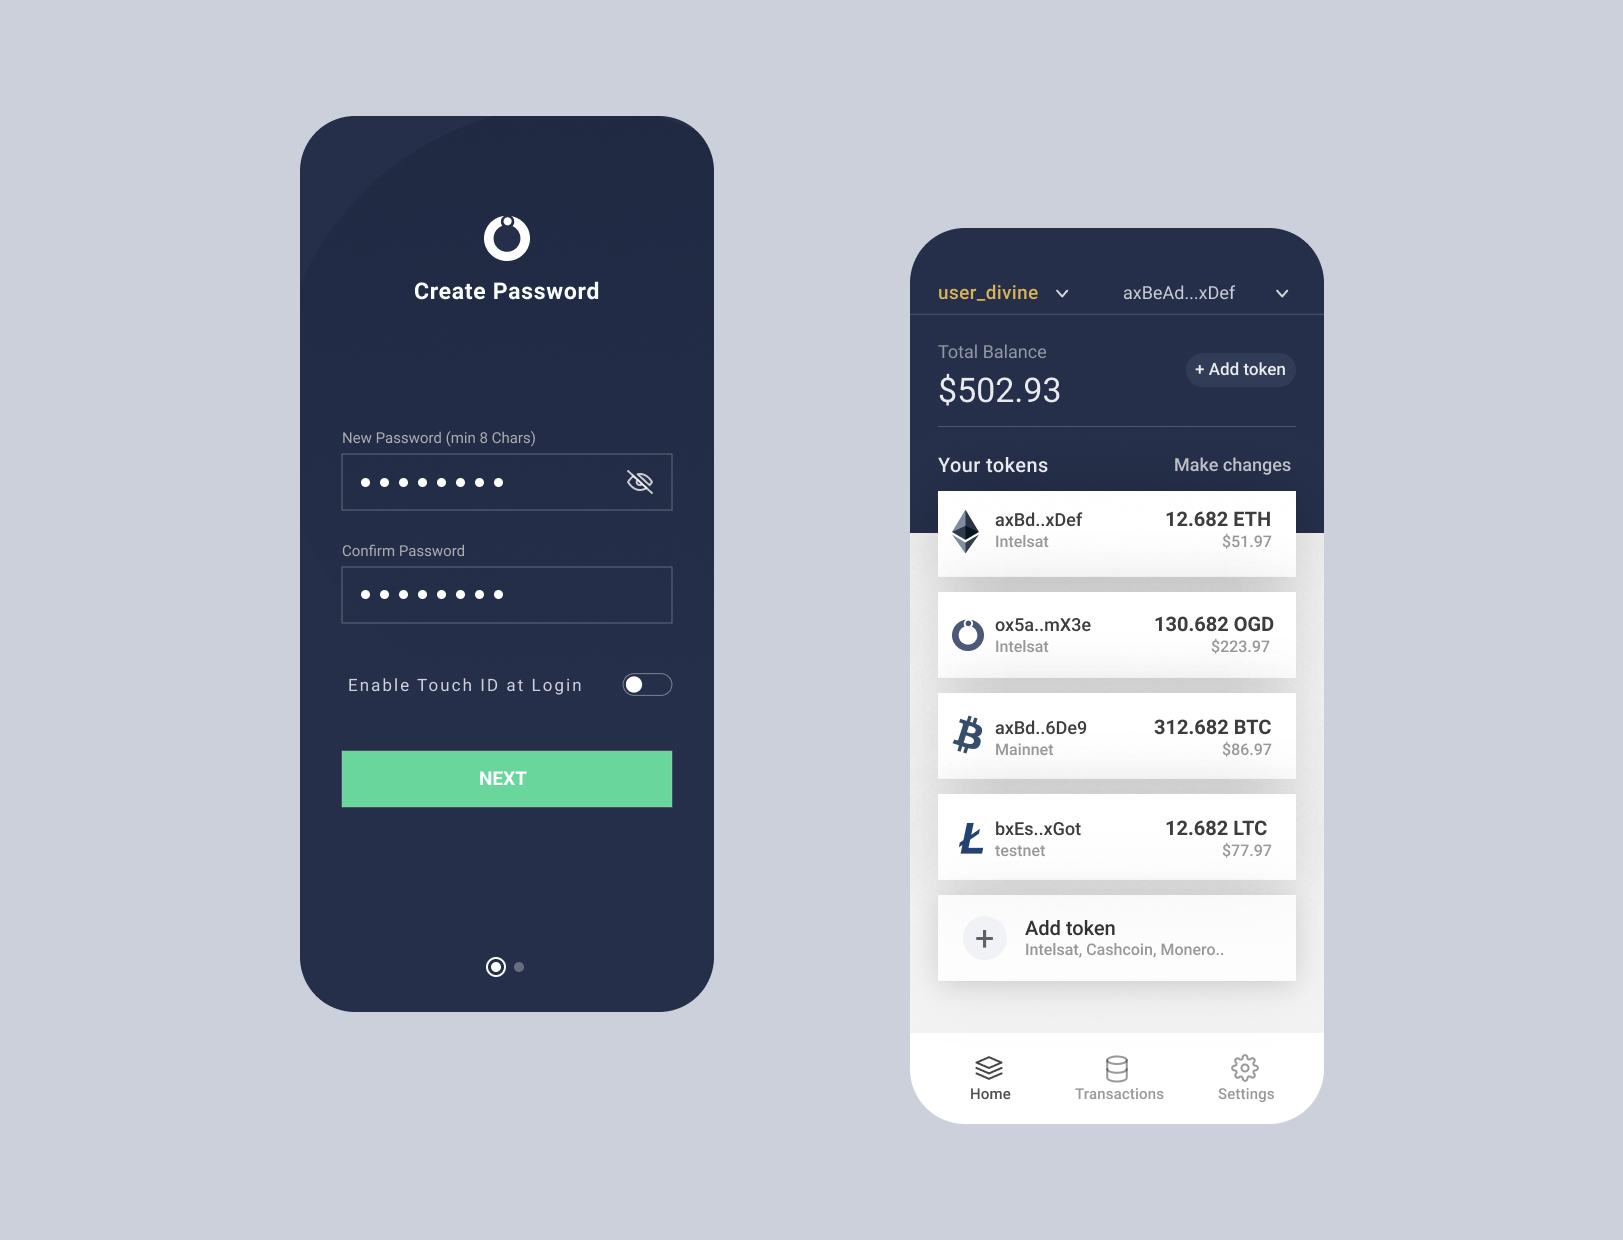 Create Password
New Password (min 8 Chars)
Confirm Password
Enable Touch ID at Login
NEXT
user_divine
axBeAd...xDef
Total Balance
$502.93
+ Add token
Your tokens
Make changes
axBd..xDef
12.682 ETH
Intelsat
$51.97
ox5a..mX3e
130.682 OGD
Intelsat
$223.97
axBd..6De9
312.682 BTC
Mainnet
$86.97
bxEs..xGot
12.682 LTC
testnet
$77.97
Add token
Intelsat, Cashcoin, Monero..
Home
Transactions
Settings